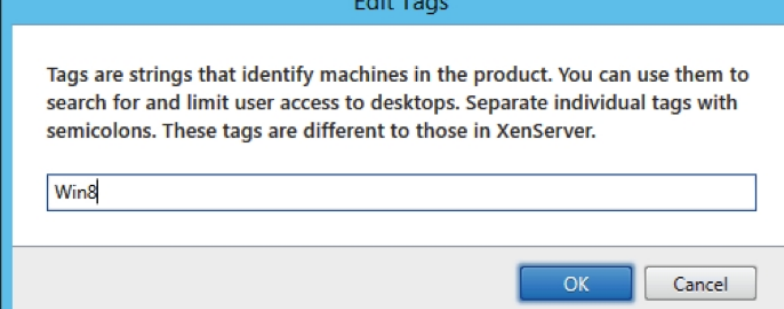 Edit Tags
Tags are strings that identify machines in the product. You can use them to
search for and limit user access to desktops. Separate individual tags with
semicolons. These tags are different to those in XenServer.
Win8
OK
Cancel